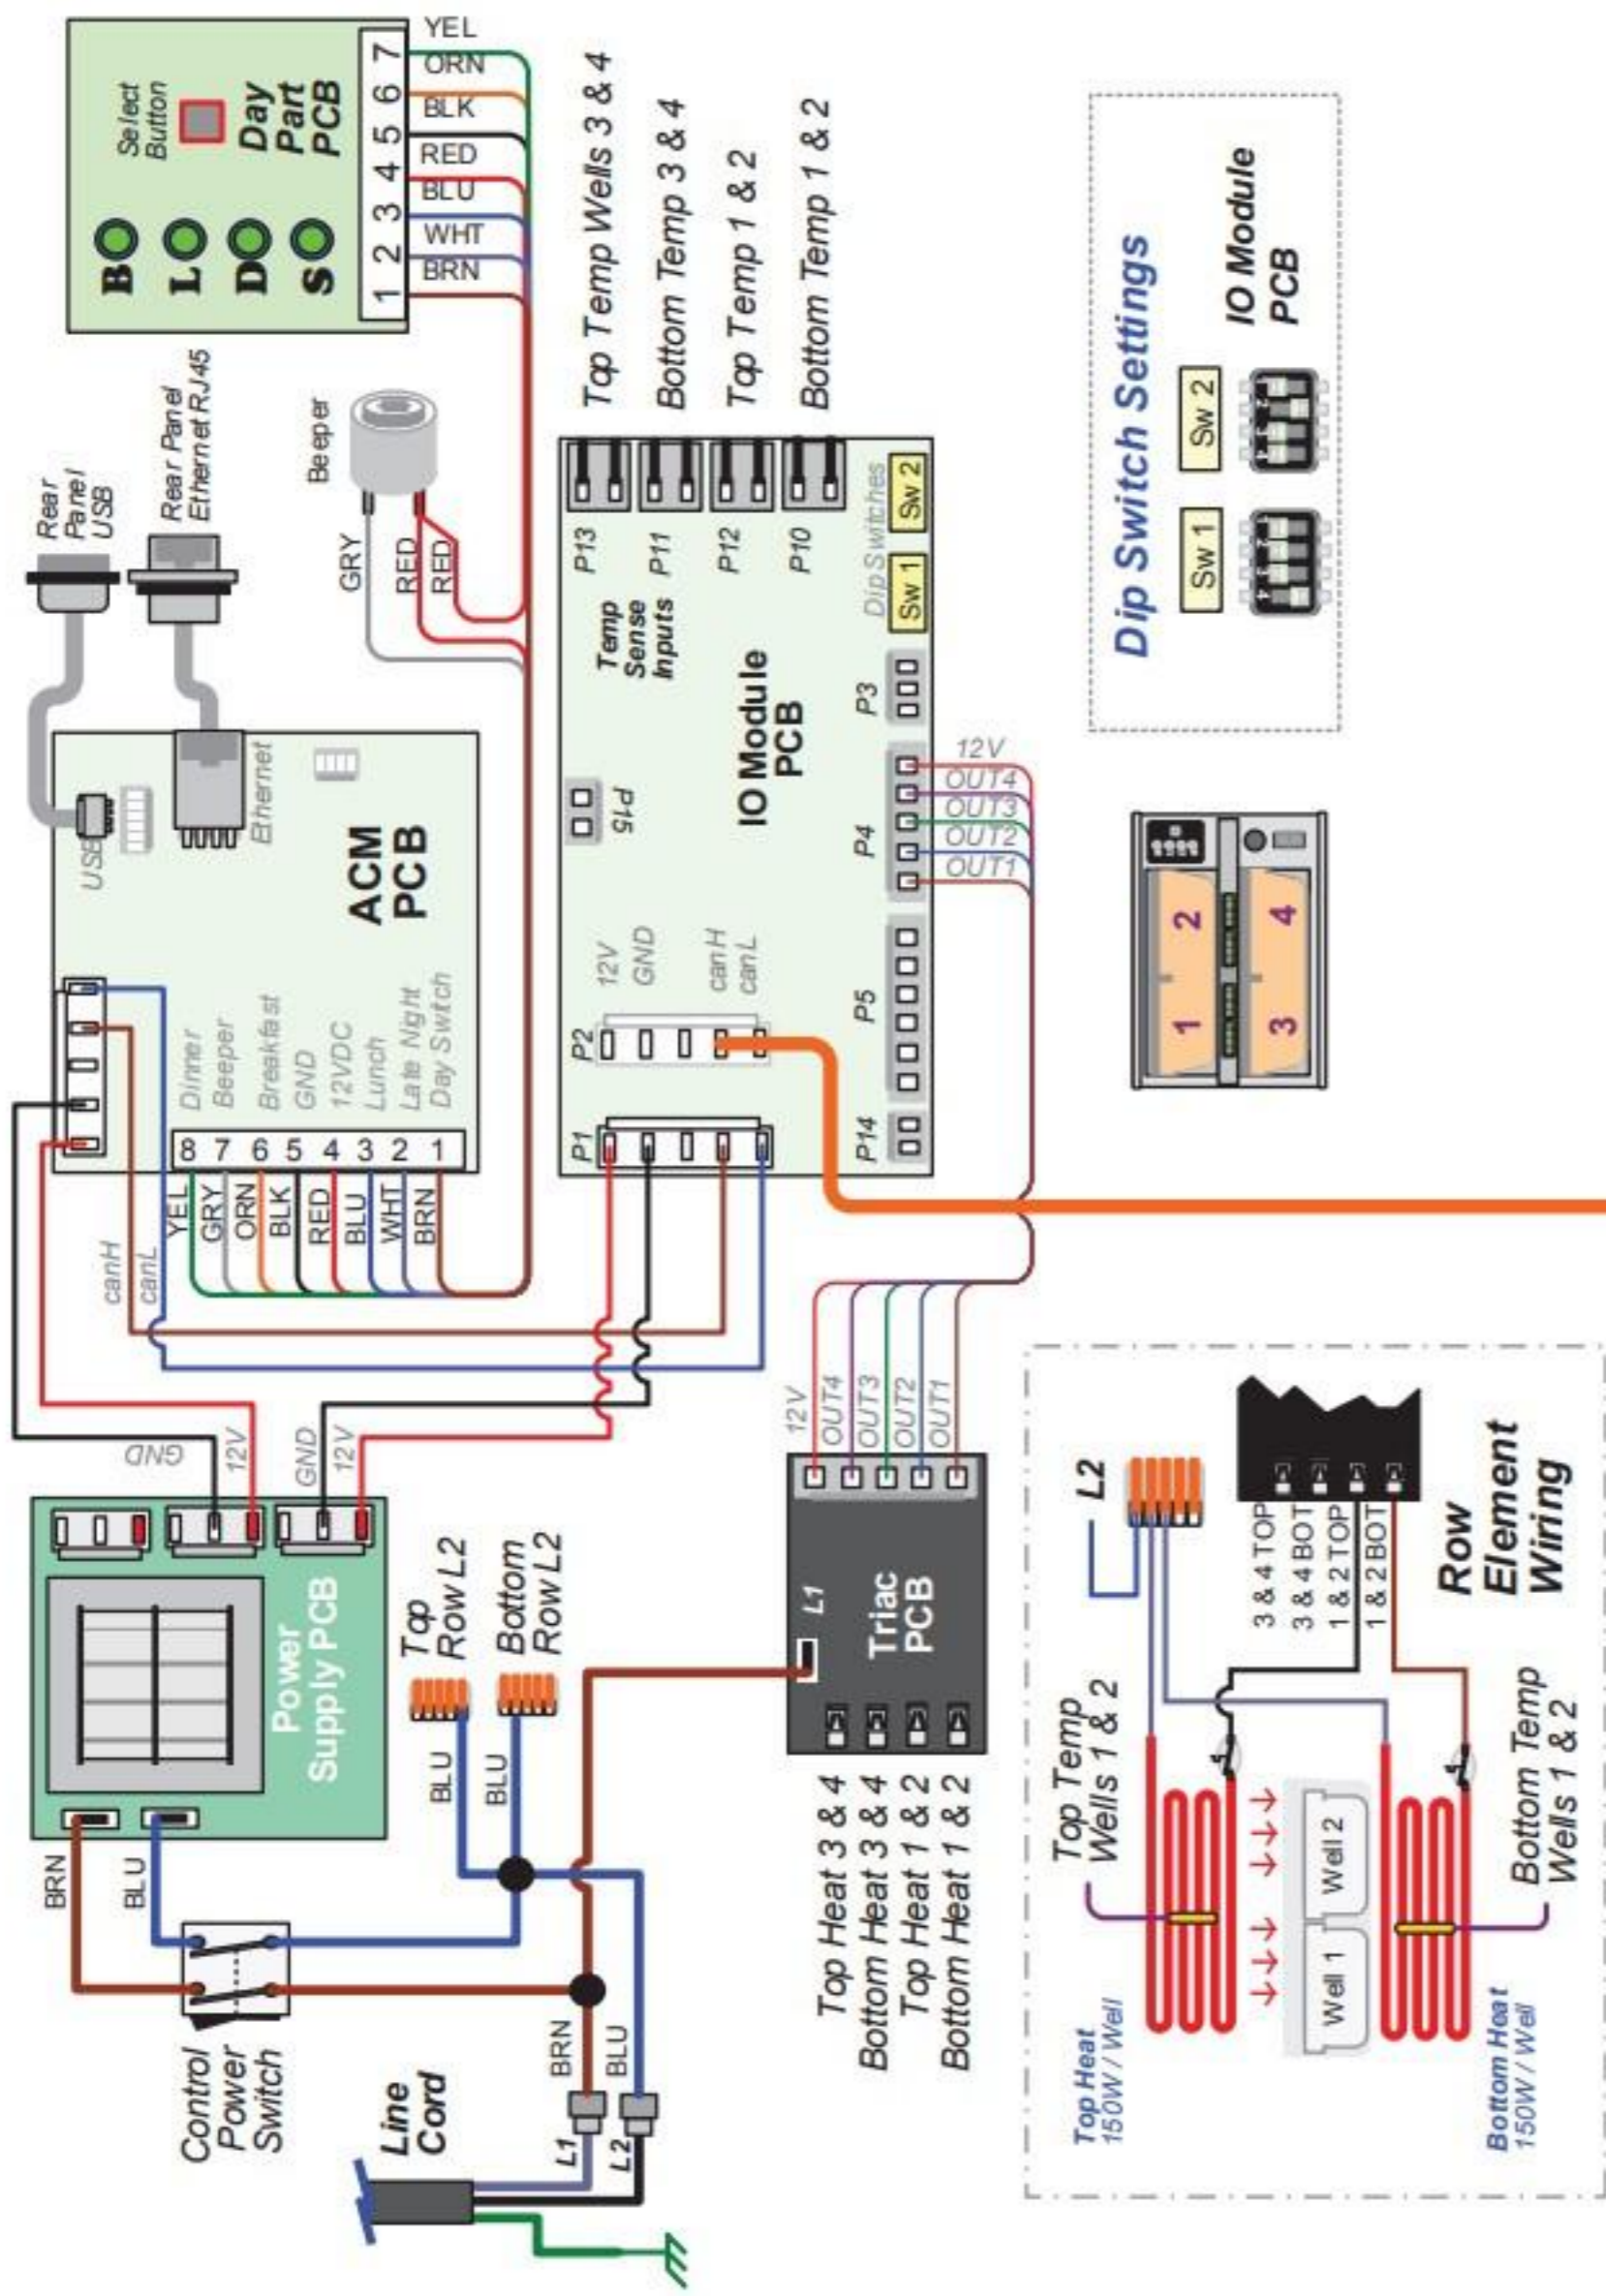 Line
Cord
L1
L2
BRN
BLU
Control
Power
Switch
BRN
BLU
Power
Supply PCB
GND
12V
GND
12V
BLU
BLU
Top
Row L2
Bottom
Row L2
canH
canL
YEL
GRY
ORN
BLK
RED
BLU
WHT
BRN
8
7
6
5
4
3
2
1
Dinner
Beeper
Breakfast
GND
12VDC
Lunch
Late Night
Day Switch
ACM
PCB
USB
Ethernet
Rear
Panel
USB
Rear Panel
Ethernet RJ45
Beeper
GRY
RED
RED
B
L
D
S
Select
Button
Day
Part
PCB
1
2
3
4
5
6
7
BRN
WHT
BLU
RED
BLK
ORN
YEL
P1
P2
12V
GND
canH
canL
P15
IO Module
PCB
Temp
Sense
Inputs
P13
P11
P12
P10
Top Temp Wells 3 & 4
Bottom Temp 3 & 4
Top Temp 1 & 2
Bottom Temp 1 & 2
P14
P5
P4
P3
Dip Switches
Sw 1
Sw 2
OUT1
OUT2
OUT3
OUT4
12V
Top Heat 3 & 4
Bottom Heat 3 & 4
Top Heat 1 & 2
Bottom Heat 1 & 2
L1
Triac
PCB
12V
OUT4
OUT3
OUT2
OUT1
Top Heat
150W / Well
Bottom Heat
150W / Well
Top Temp
Wells 1 & 2
Well 1
Well 2
Bottom Temp
Wells 1 & 2
L2
3 & 4 TOP
3 & 4 BOT
1 & 2 TOP
1 & 2 BOT
Row
Element
Wiring
1
2
3
4
Dip Switch Settings
Sw 1
Sw 2
IO Module
PCB